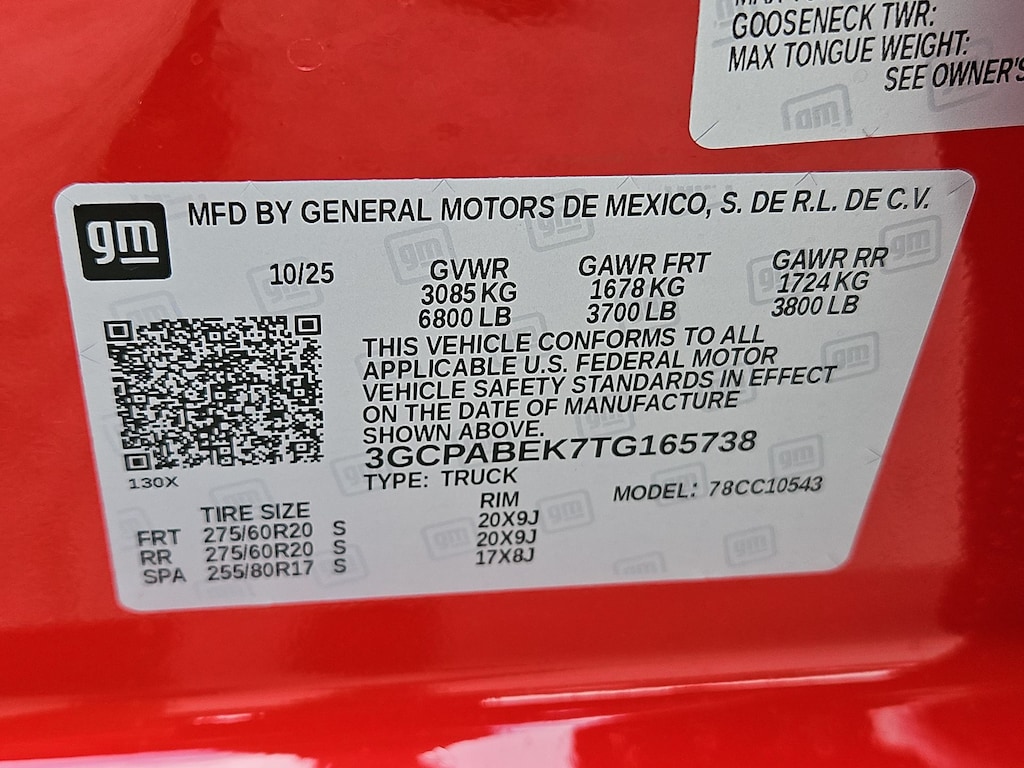 GOOSENECK TWR:
MAX TONGUE WEIGHT:
SEE OWNER'S
gm
MFD BY GENERAL MOTORS DE MEXICO, S. DE R.L. DE C.V.
10/25
GVWR GAWR FRT GAWR RR
3085 KG 1678 KG 1724 KG
6800 LB 3700 LB 3800 LB
THIS VEHICLE CONFORMS TO ALL
APPLICABLE U.S. FEDERAL MOTOR
VEHICLE SAFETY STANDARDS IN EFFECT
ON THE DATE OF MANUFACTURE
SHOWN ABOVE.
3GCPABEK7TG165738
130X
TYPE: TRUCK MODEL: 78CC10543
TIRE SIZE RIM
FRT 275/60R20 S 20X9J
RR 275/60R20 S 20X9J
SPA 255/80R17 S 17X8J